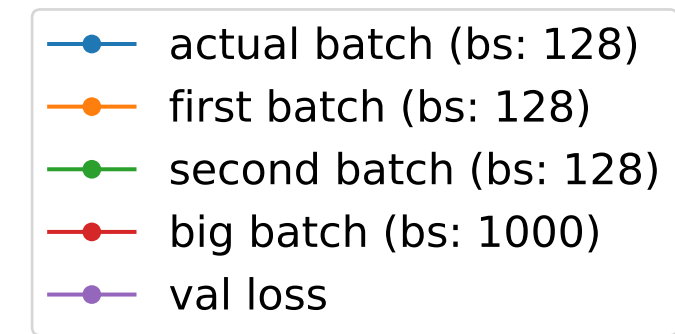 actual batch (bs: 128)
first batch (bs: 128)
second batch (bs: 128)
big batch (bs: 1000)
val loss